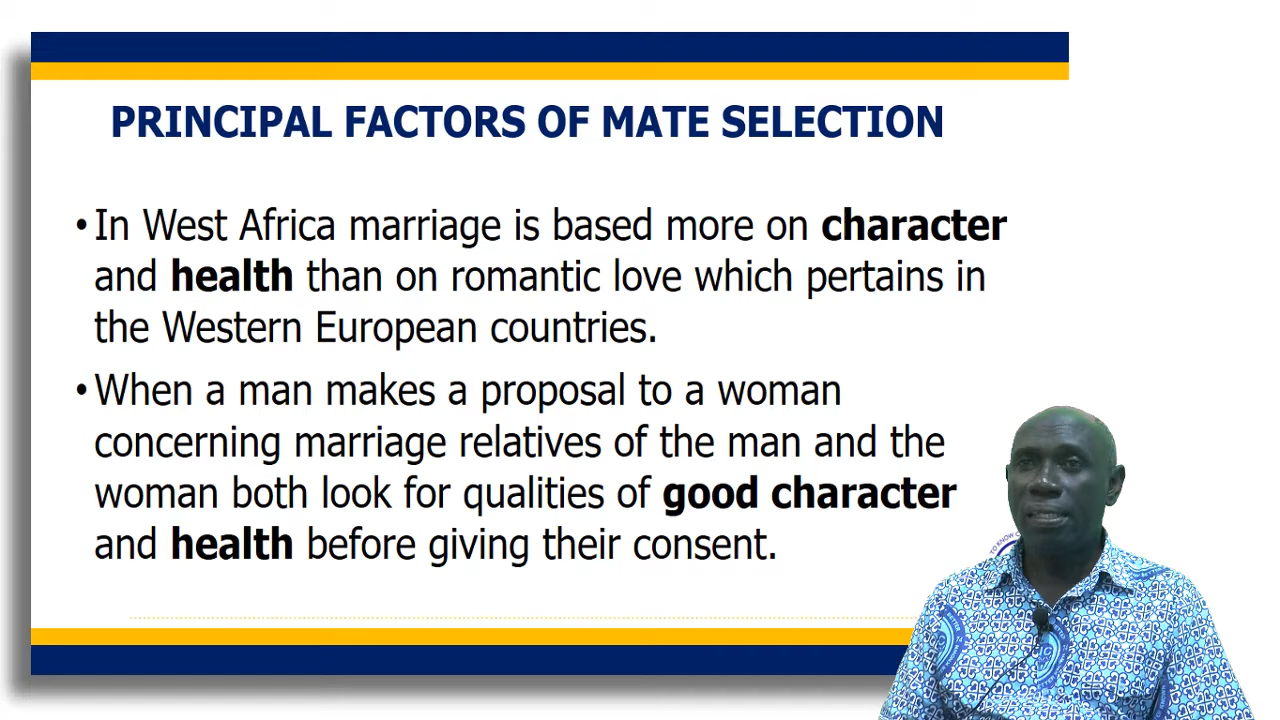 PRINCIPAL FACTORS OF MATE SELECTION
•In West Africa marriage is based more on character
and health than on romantic love which pertains in
the Western European countries.
•When a man makes a proposal to a woman
concerning marriage relatives of the man and the
woman both look for qualities of good character
and health before giving their consent.
TO KNOW